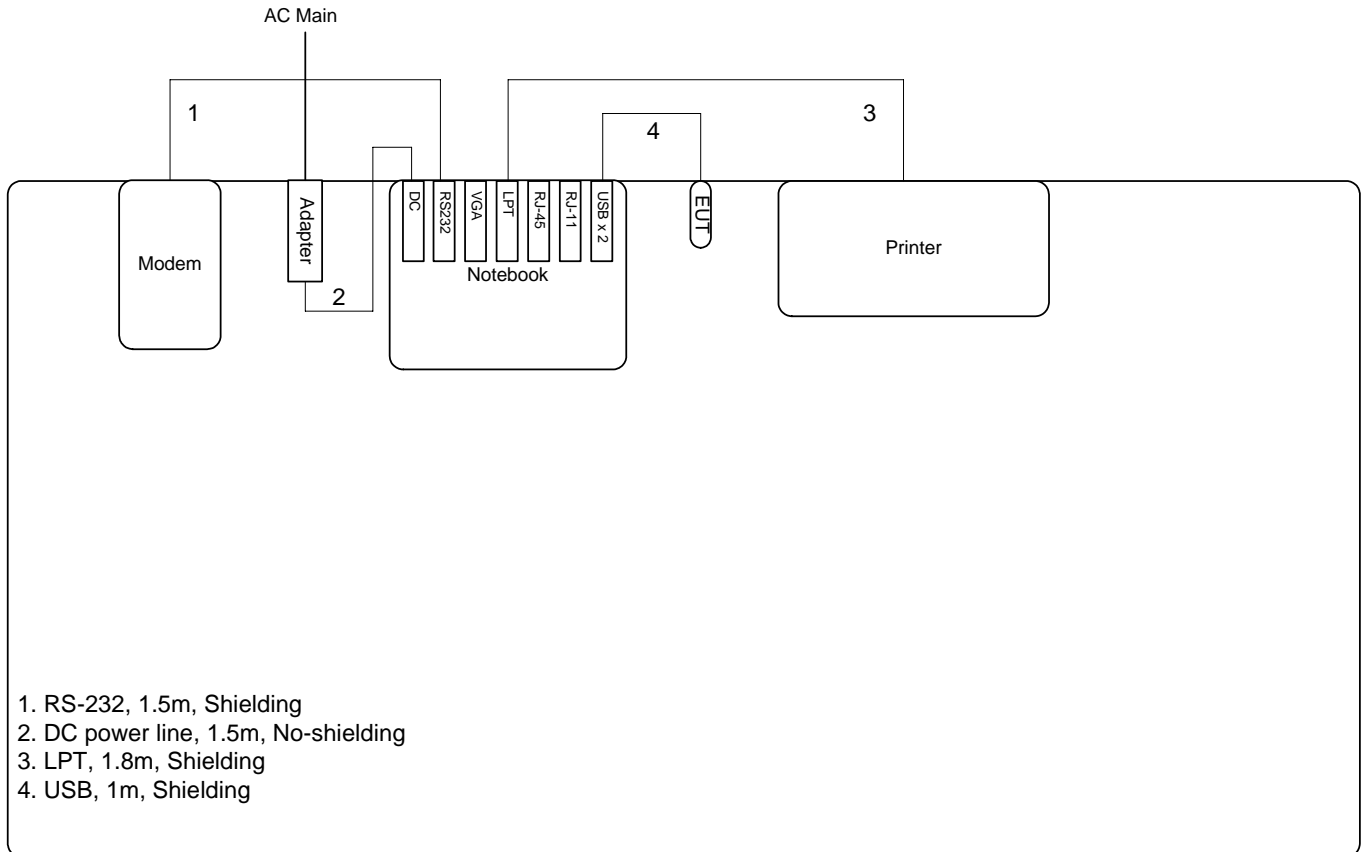 AC Main
1
4
3
DC
RS232
VGA
LPT
RJ-45
RJ-11
USB x 2
EUT
Adapter
Modem
Printer
Notebook
2
1. RS-232, 1.5m, Shielding
2. DC power line, 1.5m, No-shielding
3. LPT, 1.8m, Shielding
4. USB, 1m, Shielding